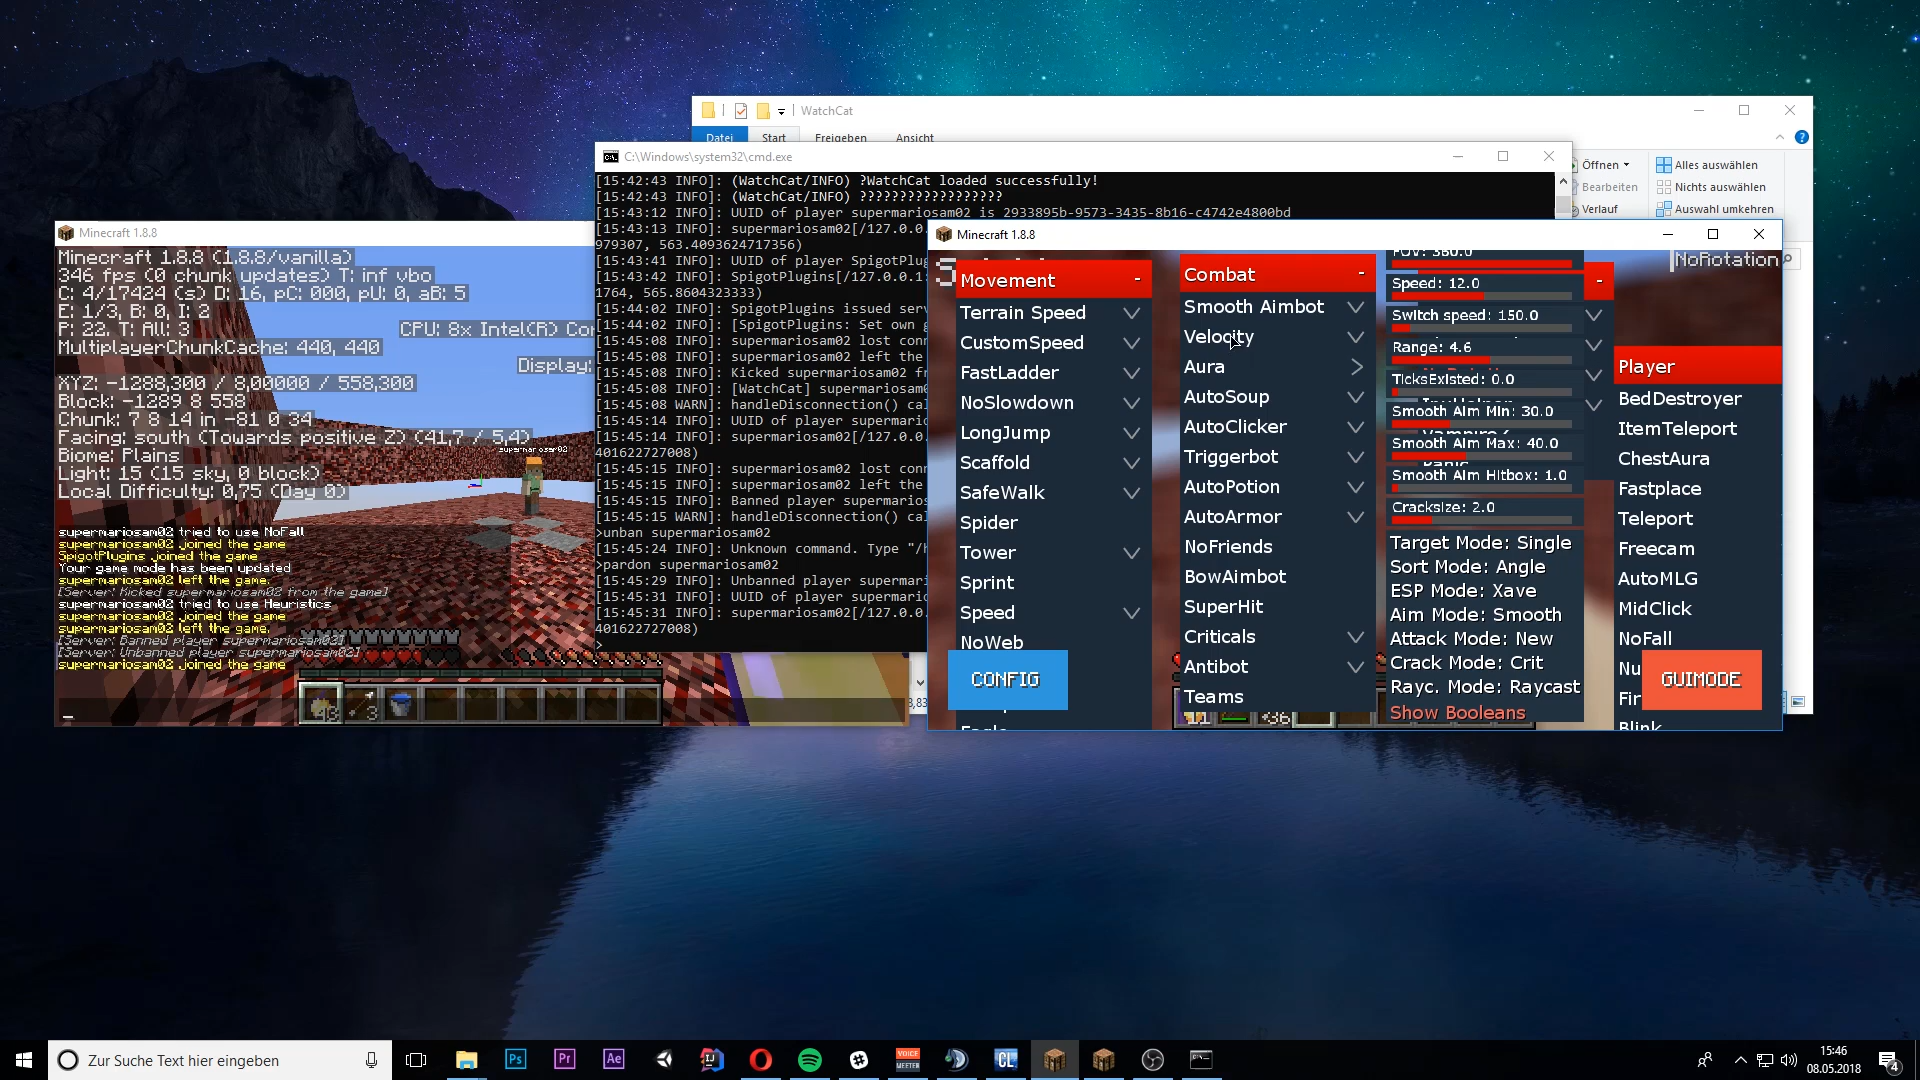 WatchCat
Datei Start Freigeben Ansicht
Öffnen Alles auswählen
Bearbeiten Nichts auswählen
Verlauf Auswahl umkehren
C:\Windows\system32\cmd.exe
[15:42:43 INFO]: (WatchCat/INFO) ?WatchCat loaded successfully!
[15:42:43 INFO]: (WatchCat/INFO) ??????????????????
[15:43:12 INFO]: UUID of player supermariosam02 is 2933895b-9573-3435-8b16-c4742e4800bd
[15:43:13 INFO]: supermariosam02[/127.0.0.
979307, 563.4093624717356)
[15:43:41 INFO]: UUID of player SpigotPlug
[15:43:42 INFO]: SpigotPlugins[/127.0.0.1:
1764, 565.8604323333)
[15:44:02 INFO]: SpigotPlugins issued serv
[15:44:02 INFO]: [SpigotPlugins: Set own g
[15:45:08 INFO]: supermariosam02 lost conn
[15:45:08 INFO]: supermariosam02 left the
[15:45:08 INFO]: Kicked supermariosam02 fr
[15:45:08 INFO]: [WatchCat] supermariosam0
[15:45:08 WARN]: handleDisconnection() cal
[15:45:14 INFO]: UUID of player supermario
[15:45:14 INFO]: supermariosam02[/127.0.0.
401622727008)
[15:45:15 INFO]: supermariosam02 lost conn
[15:45:15 INFO]: supermariosam02 left the
[15:45:15 INFO]: Banned player supermarios
[15:45:15 WARN]: handleDisconnection() cal
>unban supermariosam02
[15:45:24 INFO]: Unknown command. Type "/h
>pardon supermariosam02
[15:45:29 INFO]: Unbanned player supermari
[15:45:31 INFO]: UUID of player supermario
[15:45:31 INFO]: supermariosam02[/127.0.0.
401622727008)
>
Minecraft 1.8.8
Minecraft 1.8.8 (1.8.8/vanilla)
346 fps (0 chunk updates) T: inf vbo
C: 4/17424 (s) D: 16, pC: 000, pU: 0, aB: 5
E: 1/3, B: 0, I: 2
P: 22. T: All: 3
MultiplayerChunkCache: 440, 440
CPU: 8x Intel(R) Cor
Display:
XYZ: -1288,300 / 8,00000 / 558,300
Block: -1289 8 558
Chunk: 7 8 14 in -81 0 34
Facing: south (Towards positive Z) (41,7 / 5,4)
Biome: Plains
Light: 15 (15 sky, 0 block)
Local Difficulty: 0,75 (Day 0)
supermariosam02
supermariosam02 tried to use NoFall
supermariosam02 joined the game
SpigotPlugins joined the game
Your game mode has been updated
supermariosam02 left the game.
[Server: Kicked supermariosam02 from the game]
supermariosam02 tried to use Heuristics
supermariosam02 joined the game
supermariosam02 left the game.
[Server: Banned player supermariosam02]
[Server: Unbanned player supermariosam02]
supermariosam02 joined the game
48 3
Minecraft 1.8.8
NoRotation
Movement -
Terrain Speed
CustomSpeed
FastLadder
NoSlowdown
LongJump
Scaffold
SafeWalk
Spider
Tower
Sprint
Speed
NoWeb
CONFIG
Combat -
Smooth Aimbot
Velocity
Aura
AutoSoup
AutoClicker
Triggerbot
AutoPotion
AutoArmor
NoFriends
BowAimbot
SuperHit
Criticals
Antibot
Teams
FOV: 360.0
Speed: 12.0
Switch speed: 150.0
Range: 4.6
TicksExisted: 0.0
Smooth Aim Min: 30.0
Smooth Aim Max: 40.0
Smooth Aim Hitbox: 1.0
Cracksize: 2.0
Target Mode: Single
Sort Mode: Angle
ESP Mode: Xave
Aim Mode: Smooth
Attack Mode: New
Crack Mode: Crit
Rayc. Mode: Raycast
Show Booleans
-
Player
BedDestroyer
ItemTeleport
ChestAura
Fastplace
Teleport
Freecam
AutoMLG
MidClick
NoFall
Nu
Fir
Blink
GUIMODE
Zur Suche Text hier eingeben
Ps Pr Ae VOICE MEETER CL
15:46
08.05.2018
4